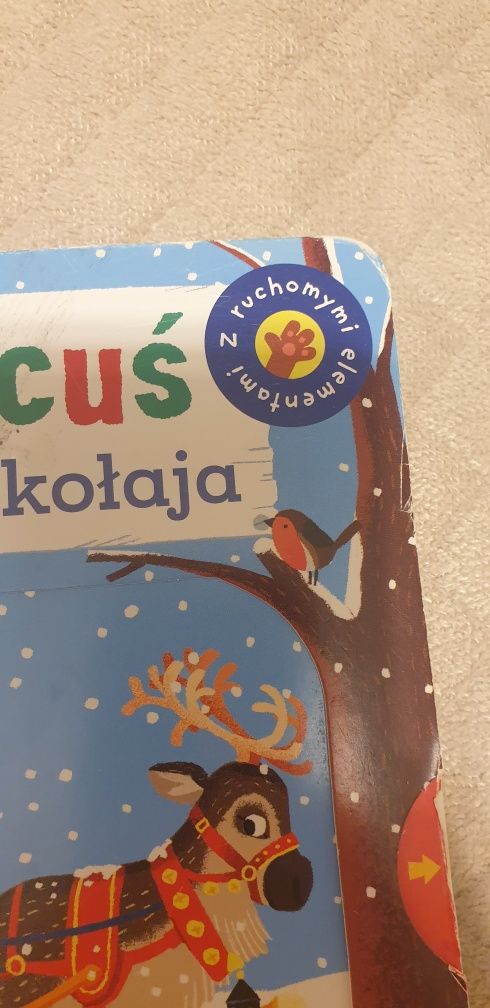 cuś
kołaja
Z ruchomymi elementami